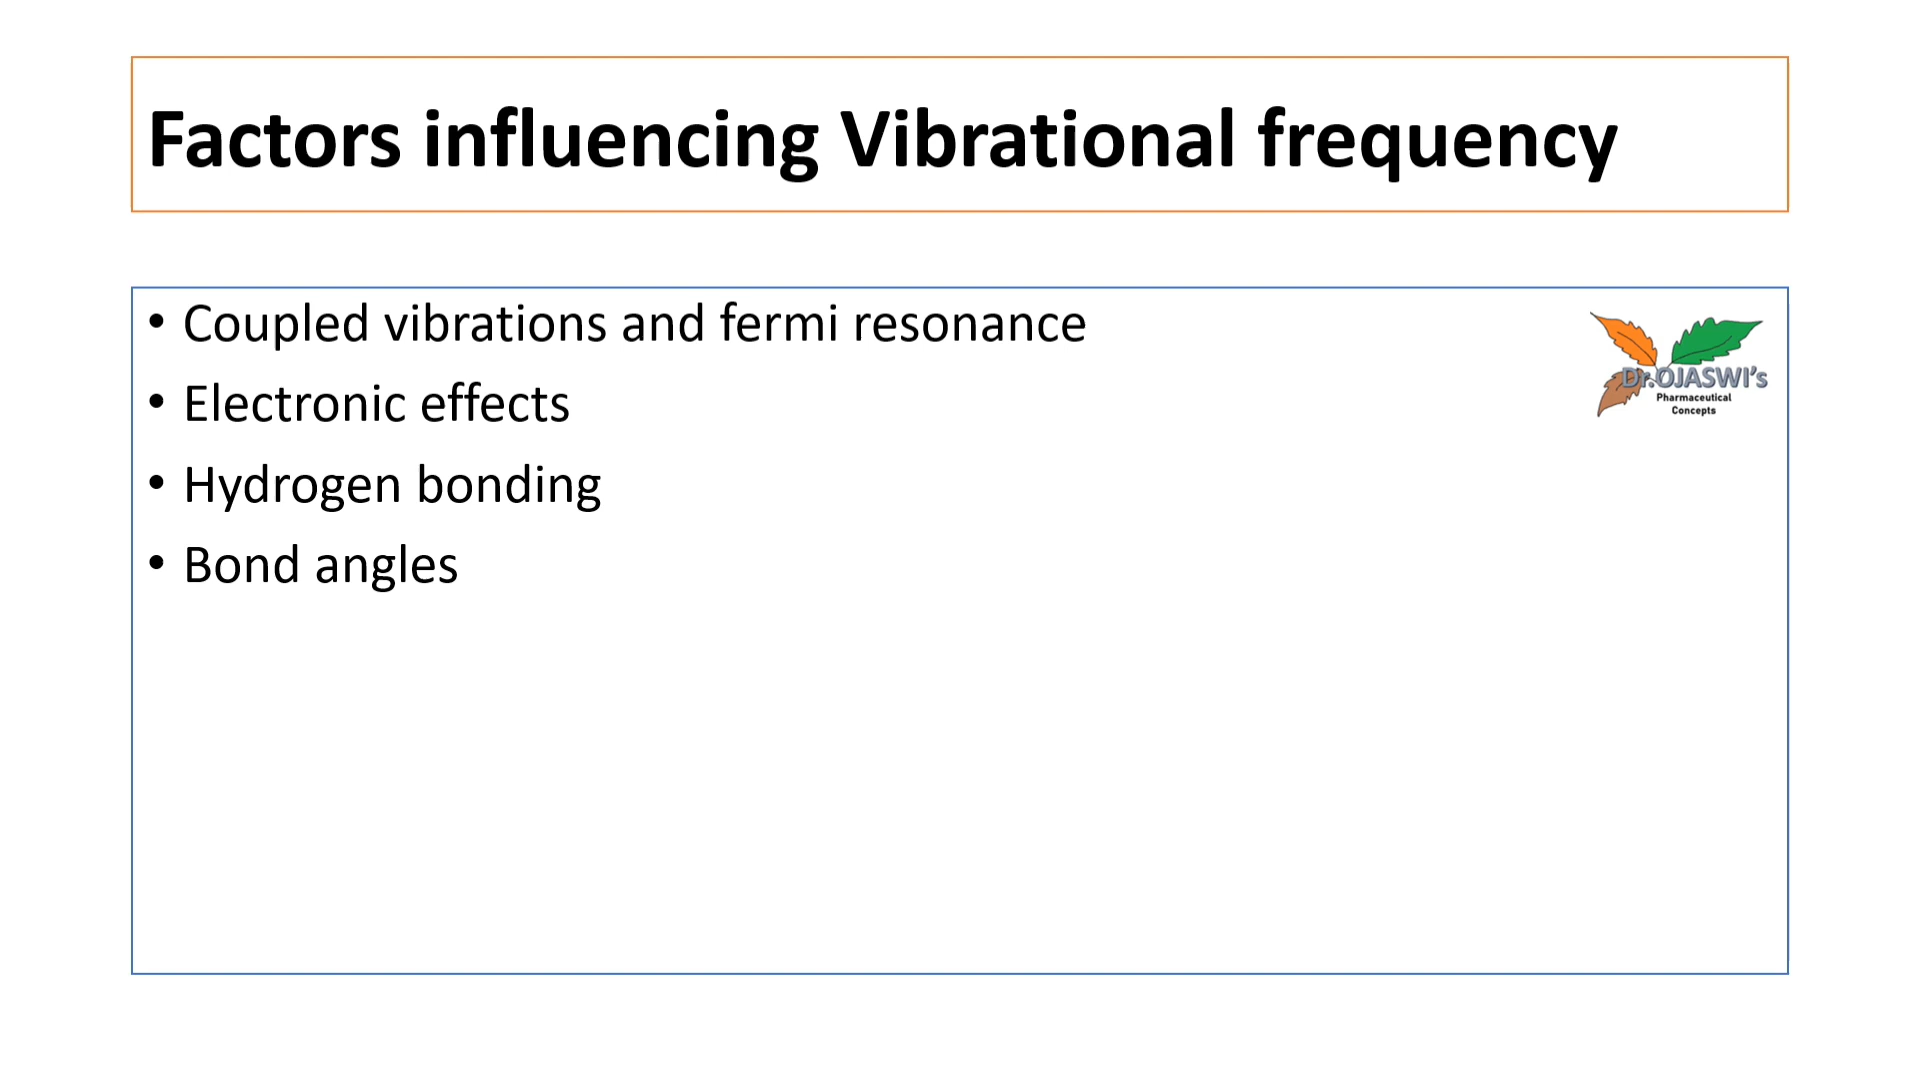 Factors influencing Vibrational frequency
• Coupled vibrations and fermi resonance
• Electronic effects
• Hydrogen bonding
• Bond angles
Dr.OJASWI's
Pharmaceutical
Concepts